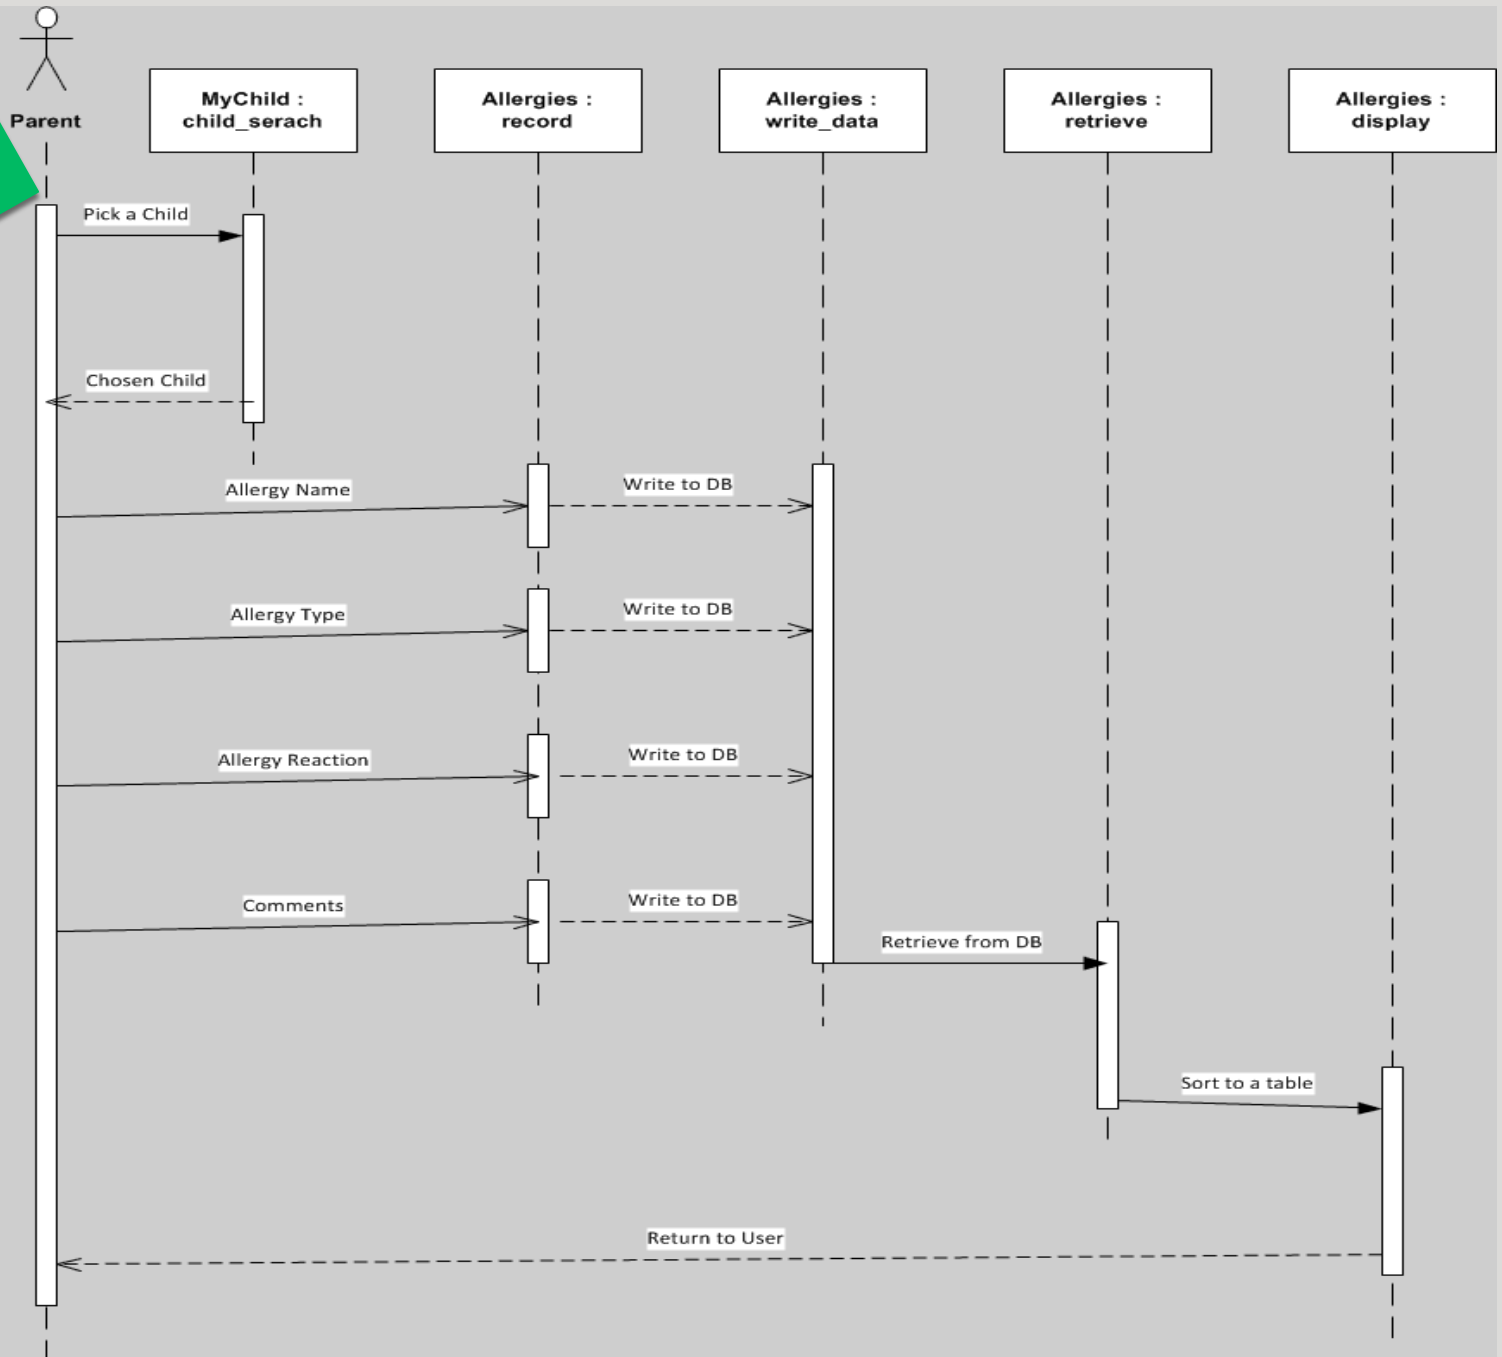 Parent
MyChild :
child_serach
Allergies :
record
Allergies :
write_data
Allergies :
retrieve
Allergies :
display
Pick a Child
Chosen Child
Allergy Name
Write to DB
Allergy Type
Write to DB
Allergy Reaction
Write to DB
Comments
Write to DB
Retrieve from DB
Sort to a table
Return to User